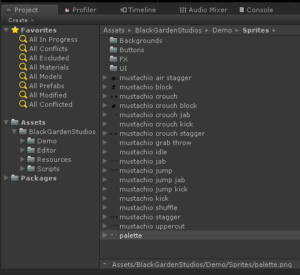 Project
Profiler
Timeline
Audio Mixer
Console
Create
Favorites
All In Progress
All Conflicts
All Excluded
All Materials
All Models
All Prefabs
All Modified
All Conflicted
Assets
BlackGardenStudios
Demo
Editor
Resources
Scripts
Packages
Assets ▸ BlackGardenStudios ▸ Demo ▸ Sprites ▸
Backgrounds
Buttons
FX
UI
mustachio air stagger
mustachio block
mustachio crouch
mustachio crouch block
mustachio crouch jab
mustachio crouch kick
mustachio crouch stagger
mustachio grab throw
mustachio idle
mustachio jab
mustachio jump
mustachio jump jab
mustachio jump kick
mustachio kick
mustachio shuffle
mustachio stagger
mustachio uppercut
palette
Assets/BlackGardenStudios/Demo/Sprites/palette.png